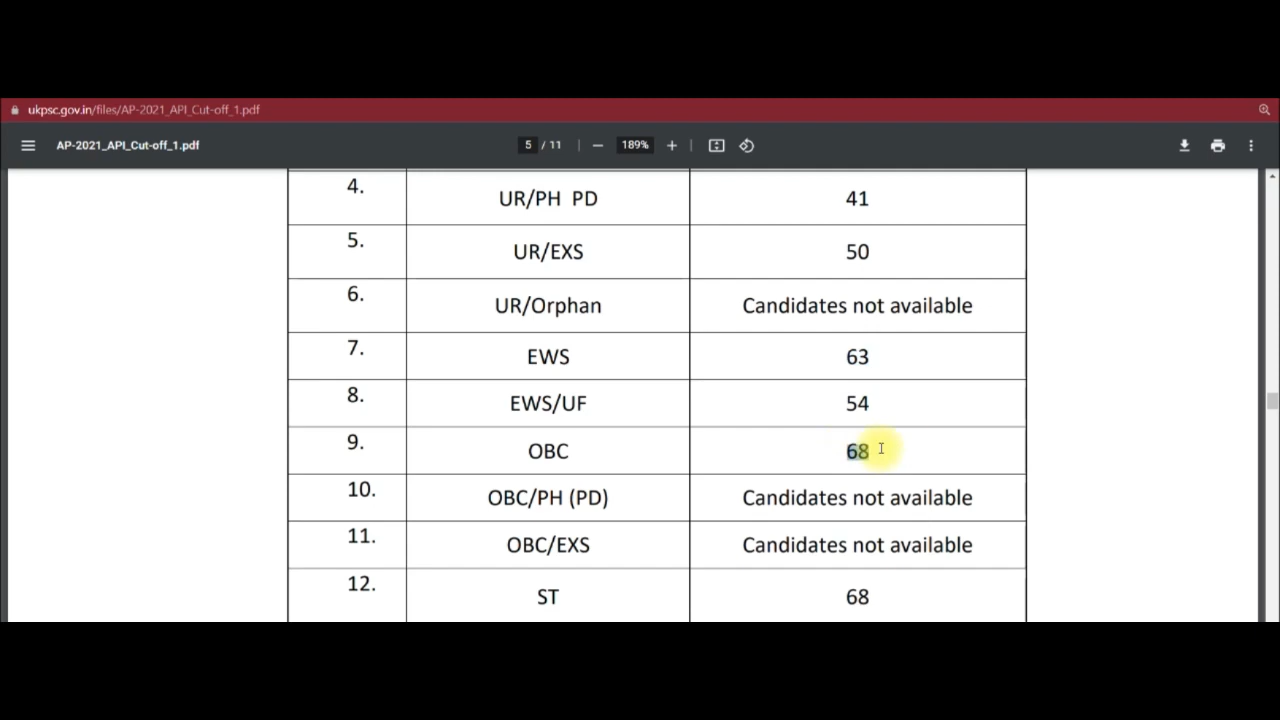 ukpsc.gov.in/files/AP-2021_API_Cut-off_1.pdf
AP-2021_API_Cut-off_1.pdf 5 / 11 189%
4. UR/PH PD 41
5. UR/EXS 50
6. UR/Orphan Candidates not available
7. EWS 63
8. EWS/UF 54
9. OBC 68
10. OBC/PH (PD) Candidates not available
11. OBC/EXS Candidates not available
12. ST 68